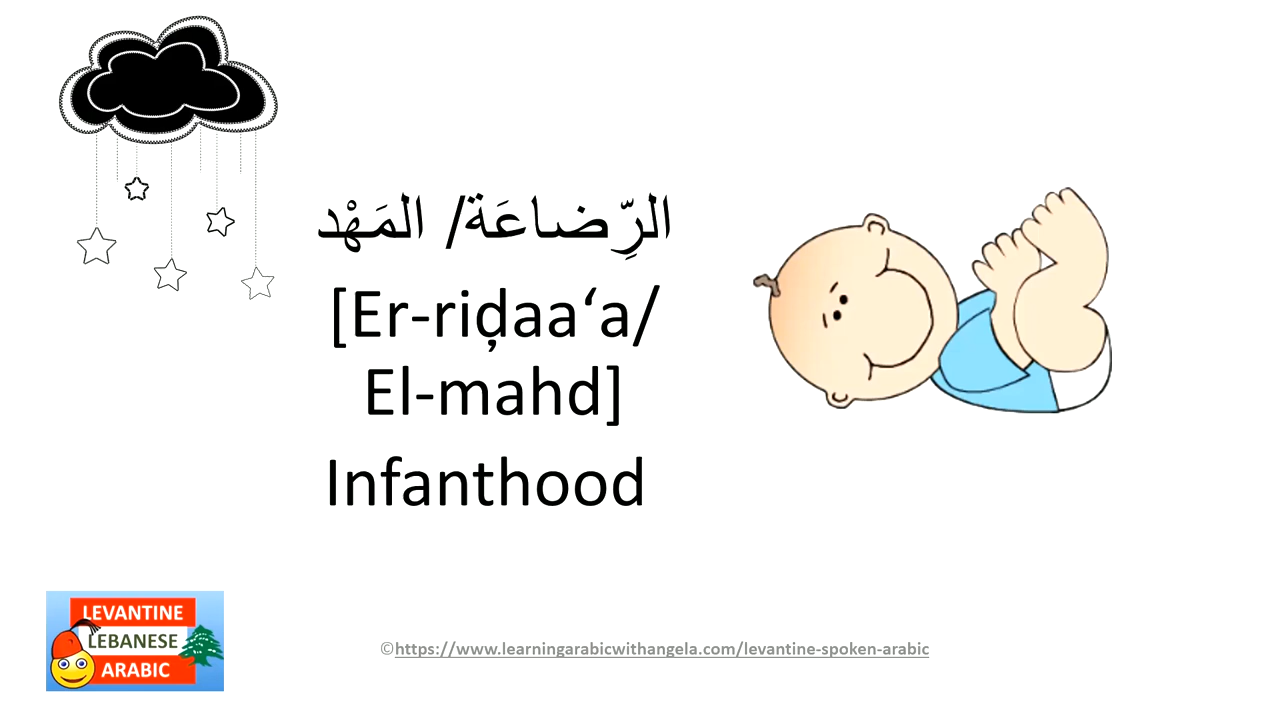 الرِّضاعَة/ المَهْد
[Er-riḍaa‘a/
El-mahd]
Infanthood
LEVANTINE
LEBANESE
ARABIC
©https://www.learningarabicwithangela.com/levantine-spoken-arabic